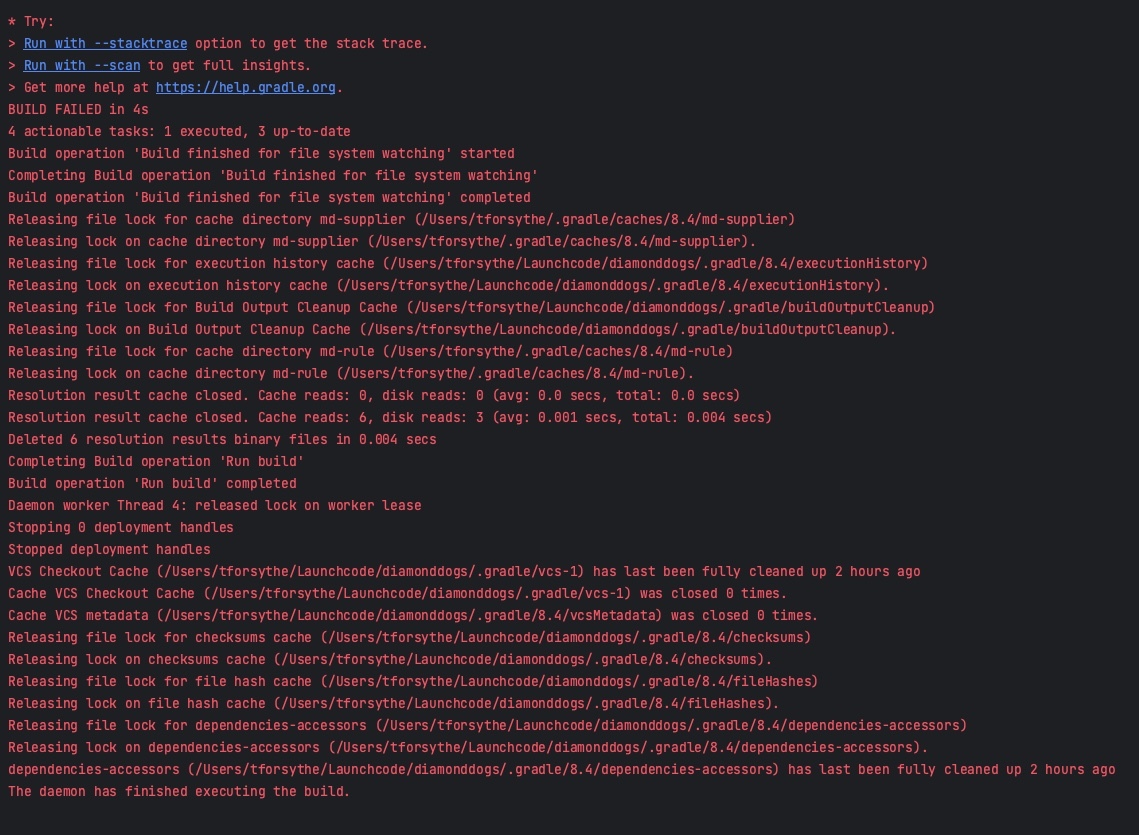 * Try:
> Run with --stacktrace option to get the stack trace.
> Run with --scan to get full insights.
> Get more help at https://help.gradle.org.
BUILD FAILED in 4s
4 actionable tasks: 1 executed, 3 up-to-date
Build operation 'Build finished for file system watching' started
Completing Build operation 'Build finished for file system watching'
Build operation 'Build finished for file system watching' completed
Releasing file lock for cache directory md-supplier (/Users/tforsythe/.gradle/caches/8.4/md-supplier)
Releasing lock on cache directory md-supplier (/Users/tforsythe/.gradle/caches/8.4/md-supplier).
Releasing file lock for execution history cache (/Users/tforsythe/Launchcode/diamonddogs/.gradle/8.4/executionHistory)
Releasing lock on execution history cache (/Users/tforsythe/Launchcode/diamonddogs/.gradle/8.4/executionHistory).
Releasing file lock for Build Output Cleanup Cache (/Users/tforsythe/Launchcode/diamonddogs/.gradle/buildOutputCleanup)
Releasing lock on Build Output Cleanup Cache (/Users/tforsythe/Launchcode/diamonddogs/.gradle/buildOutputCleanup).
Releasing file lock for cache directory md-rule (/Users/tforsythe/.gradle/caches/8.4/md-rule)
Releasing lock on cache directory md-rule (/Users/tforsythe/.gradle/caches/8.4/md-rule).
Resolution result cache closed. Cache reads: 0, disk reads: 0 (avg: 0.0 secs, total: 0.0 secs)
Resolution result cache closed. Cache reads: 6, disk reads: 3 (avg: 0.001 secs, total: 0.004 secs)
Deleted 6 resolution results binary files in 0.004 secs
Completing Build operation 'Run build'
Build operation 'Run build' completed
Daemon worker Thread 4: released lock on worker lease
Stopping 0 deployment handles
Stopped deployment handles
VCS Checkout Cache (/Users/tforsythe/Launchcode/diamonddogs/.gradle/vcs-1) has last been fully cleaned up 2 hours ago
Cache VCS Checkout Cache (/Users/tforsythe/Launchcode/diamonddogs/.gradle/vcs-1) was closed 0 times.
Cache VCS metadata (/Users/tforsythe/Launchcode/diamonddogs/.gradle/8.4/vcsMetadata) was closed 0 times.
Releasing file lock for checksums cache (/Users/tforsythe/Launchcode/diamonddogs/.gradle/8.4/checksums)
Releasing lock on checksums cache (/Users/tforsythe/Launchcode/diamonddogs/.gradle/8.4/checksums).
Releasing file lock for file hash cache (/Users/tforsythe/Launchcode/diamonddogs/.gradle/8.4/fileHashes)
Releasing lock on file hash cache (/Users/tforsythe/Launchcode/diamonddogs/.gradle/8.4/fileHashes).
Releasing file lock for dependencies-accessors (/Users/tforsythe/Launchcode/diamonddogs/.gradle/8.4/dependencies-accessors)
Releasing lock on dependencies-accessors (/Users/tforsythe/Launchcode/diamonddogs/.gradle/8.4/dependencies-accessors).
dependencies-accessors (/Users/tforsythe/Launchcode/diamonddogs/.gradle/8.4/dependencies-accessors) has last been fully cleaned up 2 hours ago
The daemon has finished executing the build.